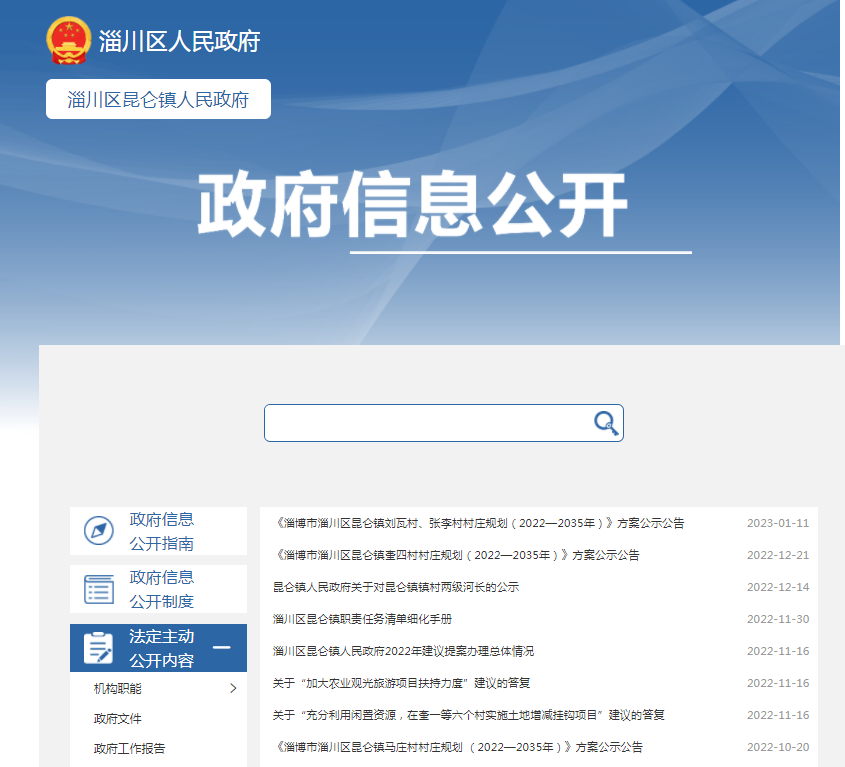 淄川区人民政府
淄川区昆仑镇人民政府
政府信息公开
政府信息
公开指南
政府信息
公开制度
法定主动
公开内容
机构职能
政府文件
政府工作报告
《淄博市淄川区昆仑镇刘瓦村、张李村村庄规划（2022—2035年）》方案公示公告 2023-01-11
《淄博市淄川区昆仑镇奎四村村庄规划（2022—2035年）》方案公示公告 2022-12-21
昆仑镇人民政府关于对昆仑镇镇村两级河长的公示 2022-12-14
淄川区昆仑镇职责任务清单细化手册 2022-11-30
淄川区昆仑镇人民政府2022年建议提案办理总体情况 2022-11-16
关于“加大农业观光旅游项目扶持力度”建议的答复 2022-11-16
关于“充分利用闲置资源，在奎一等六个村实施土地增减挂钩项目”建议的答复 2022-11-16
《淄博市淄川区昆仑镇马庄村村庄规划 （2022—2035年）》方案公示公告 2022-10-20